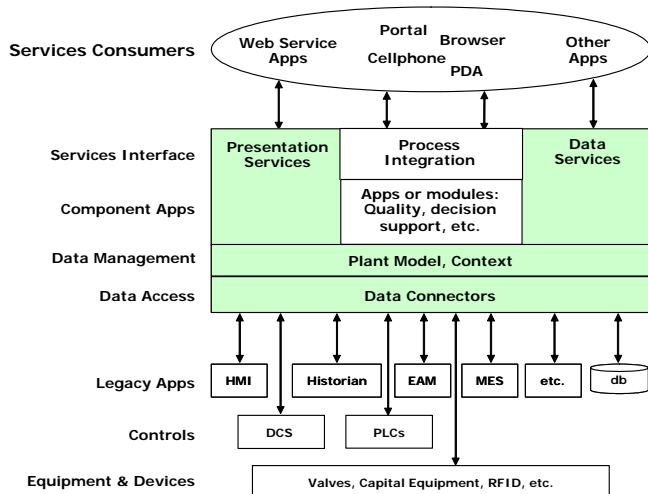 Services Consumers
Web Service
Apps
Portal
Cellphone
Browser
PDA
Other
Apps
Services Interface
Presentation
Services
Process
Integration
Data
Services
Component Apps
Apps or modules:
Quality, decision
support, etc.
Data Management
Plant Model, Context
Data Access
Data Connectors
Legacy Apps
HMI
Historian
EAM
MES
etc.
db
Controls
DCS
PLCs
Equipment & Devices
Valves, Capital Equipment, RFID, etc.